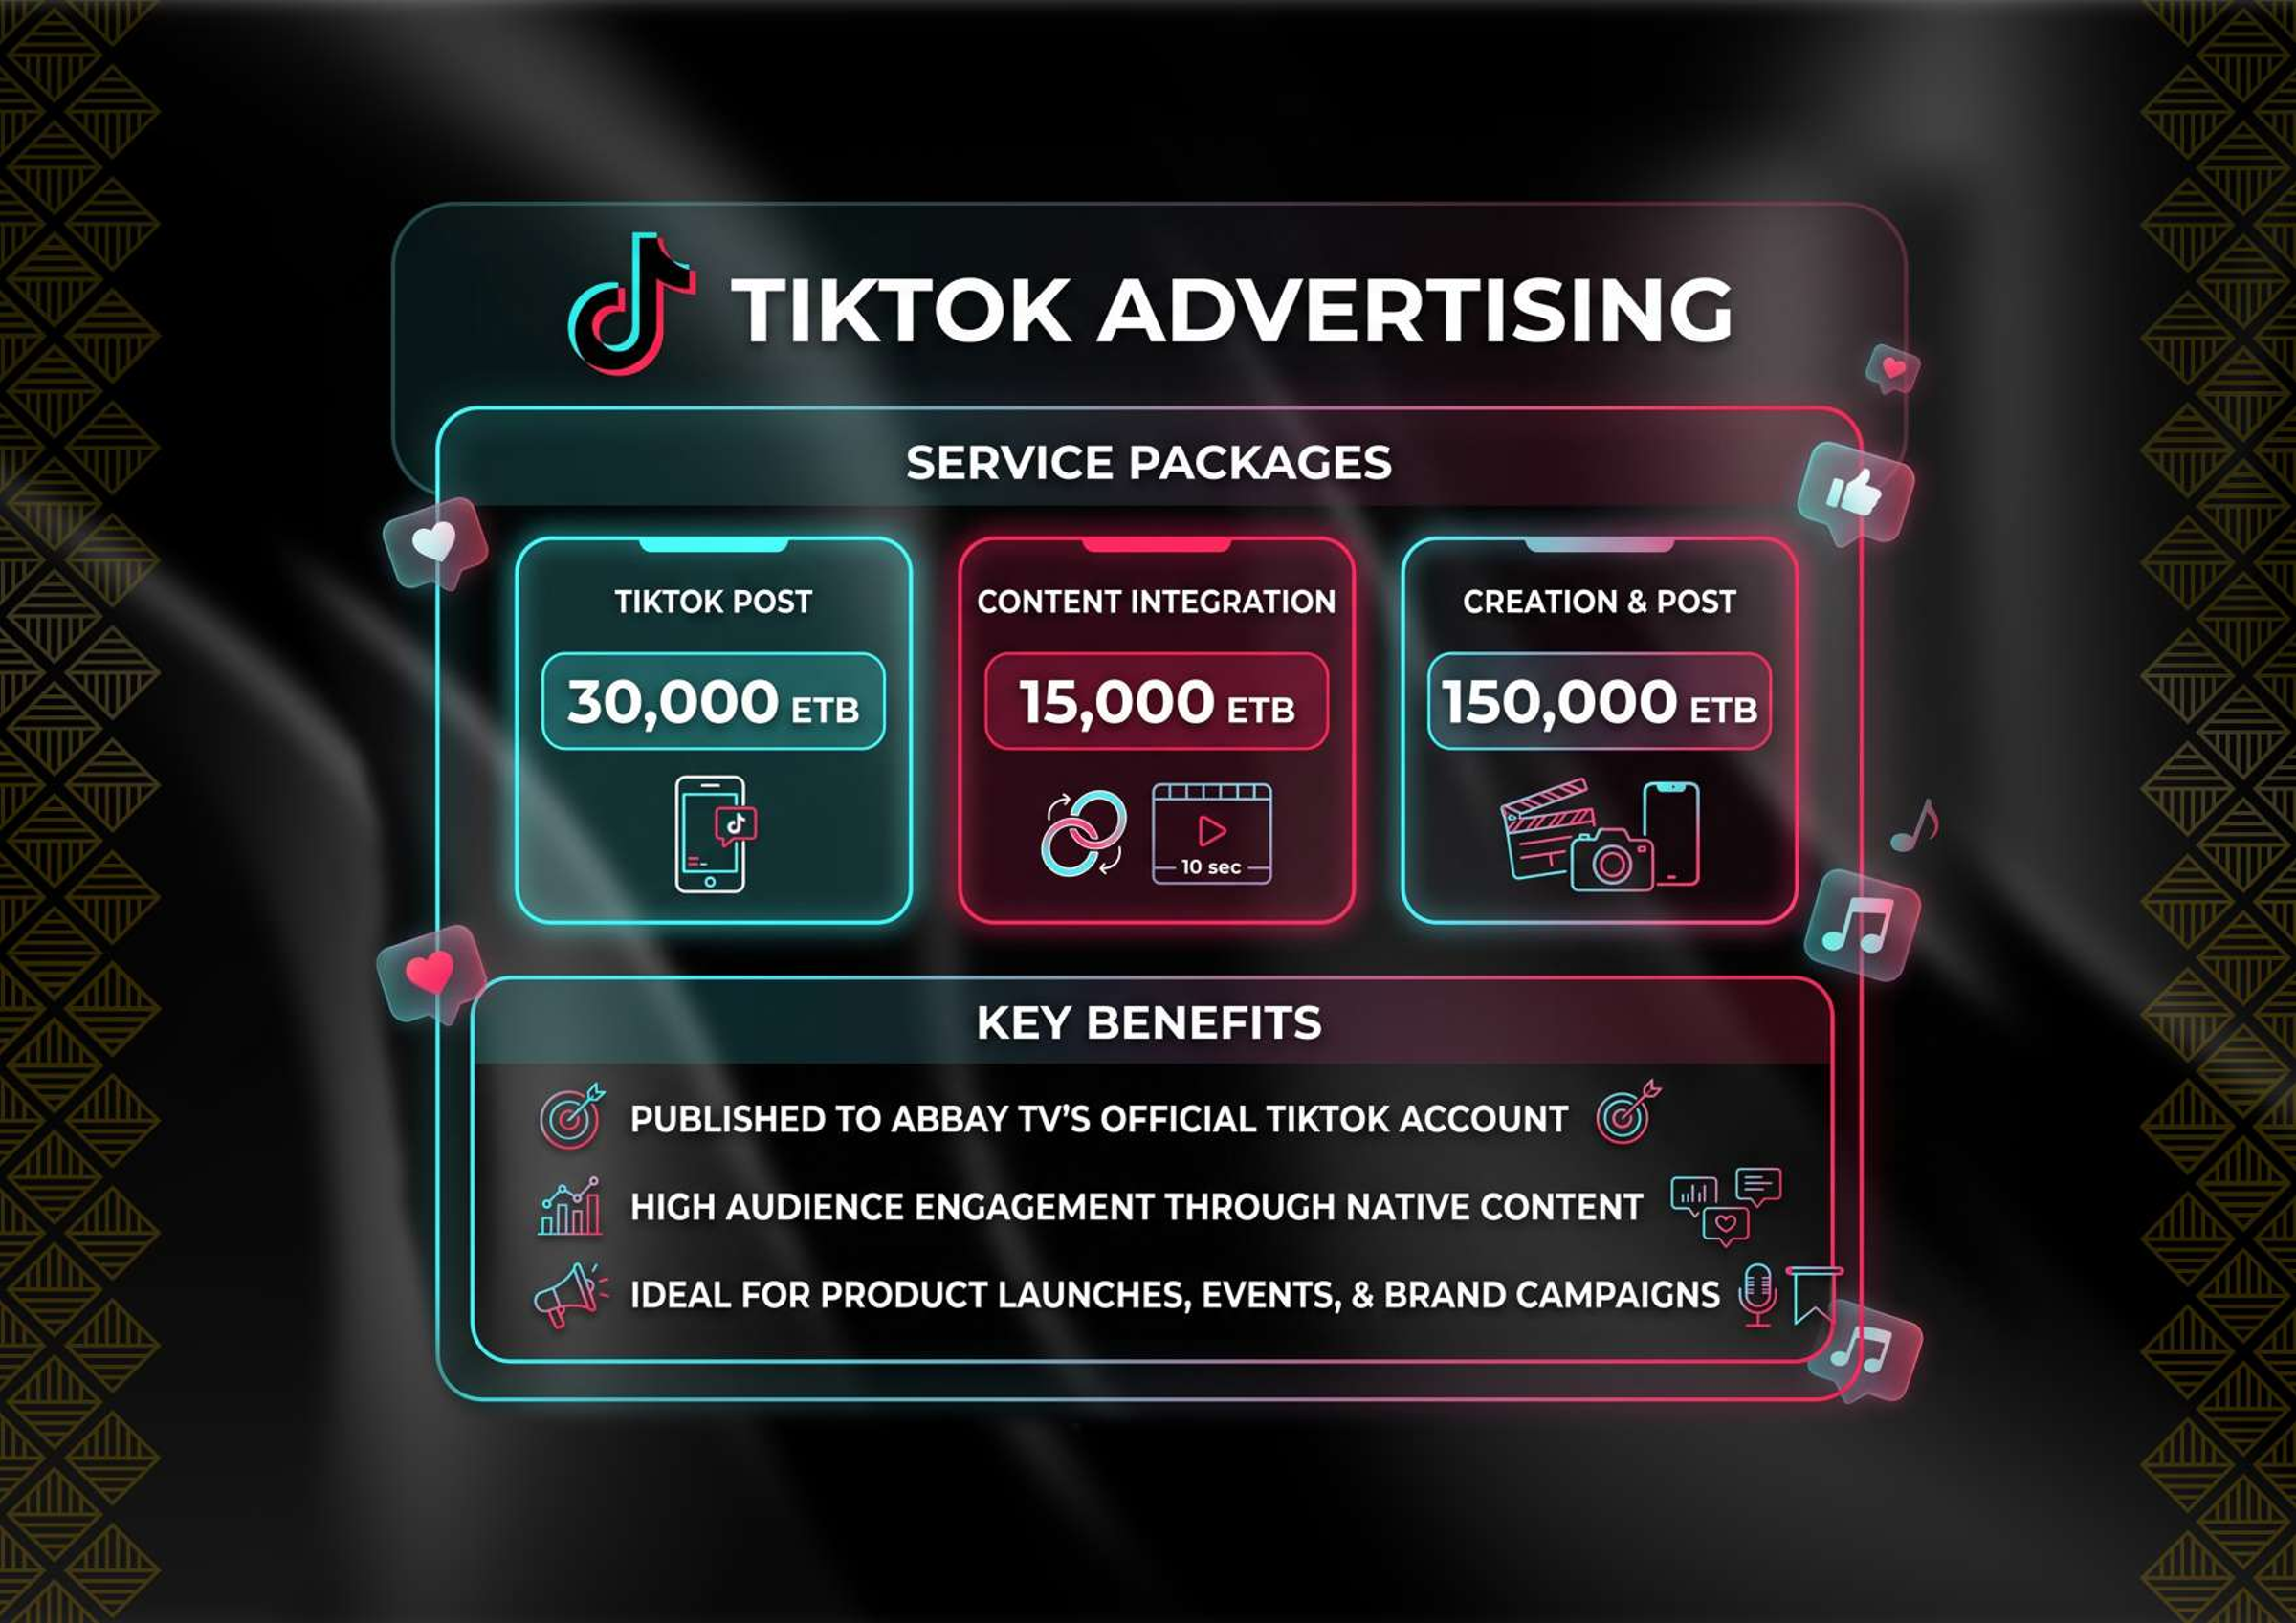 TIKTOK ADVERTISING
SERVICE PACKAGES
TIKTOK POST
30,000 ETB
CONTENT INTEGRATION
15,000 ETB
10 sec
CREATION & POST
150,000 ETB
KEY BENEFITS
PUBLISHED TO ABBAY TV'S OFFICIAL TIKTOK ACCOUNT
HIGH AUDIENCE ENGAGEMENT THROUGH NATIVE CONTENT
IDEAL FOR PRODUCT LAUNCHES, EVENTS, & BRAND CAMPAIGNS